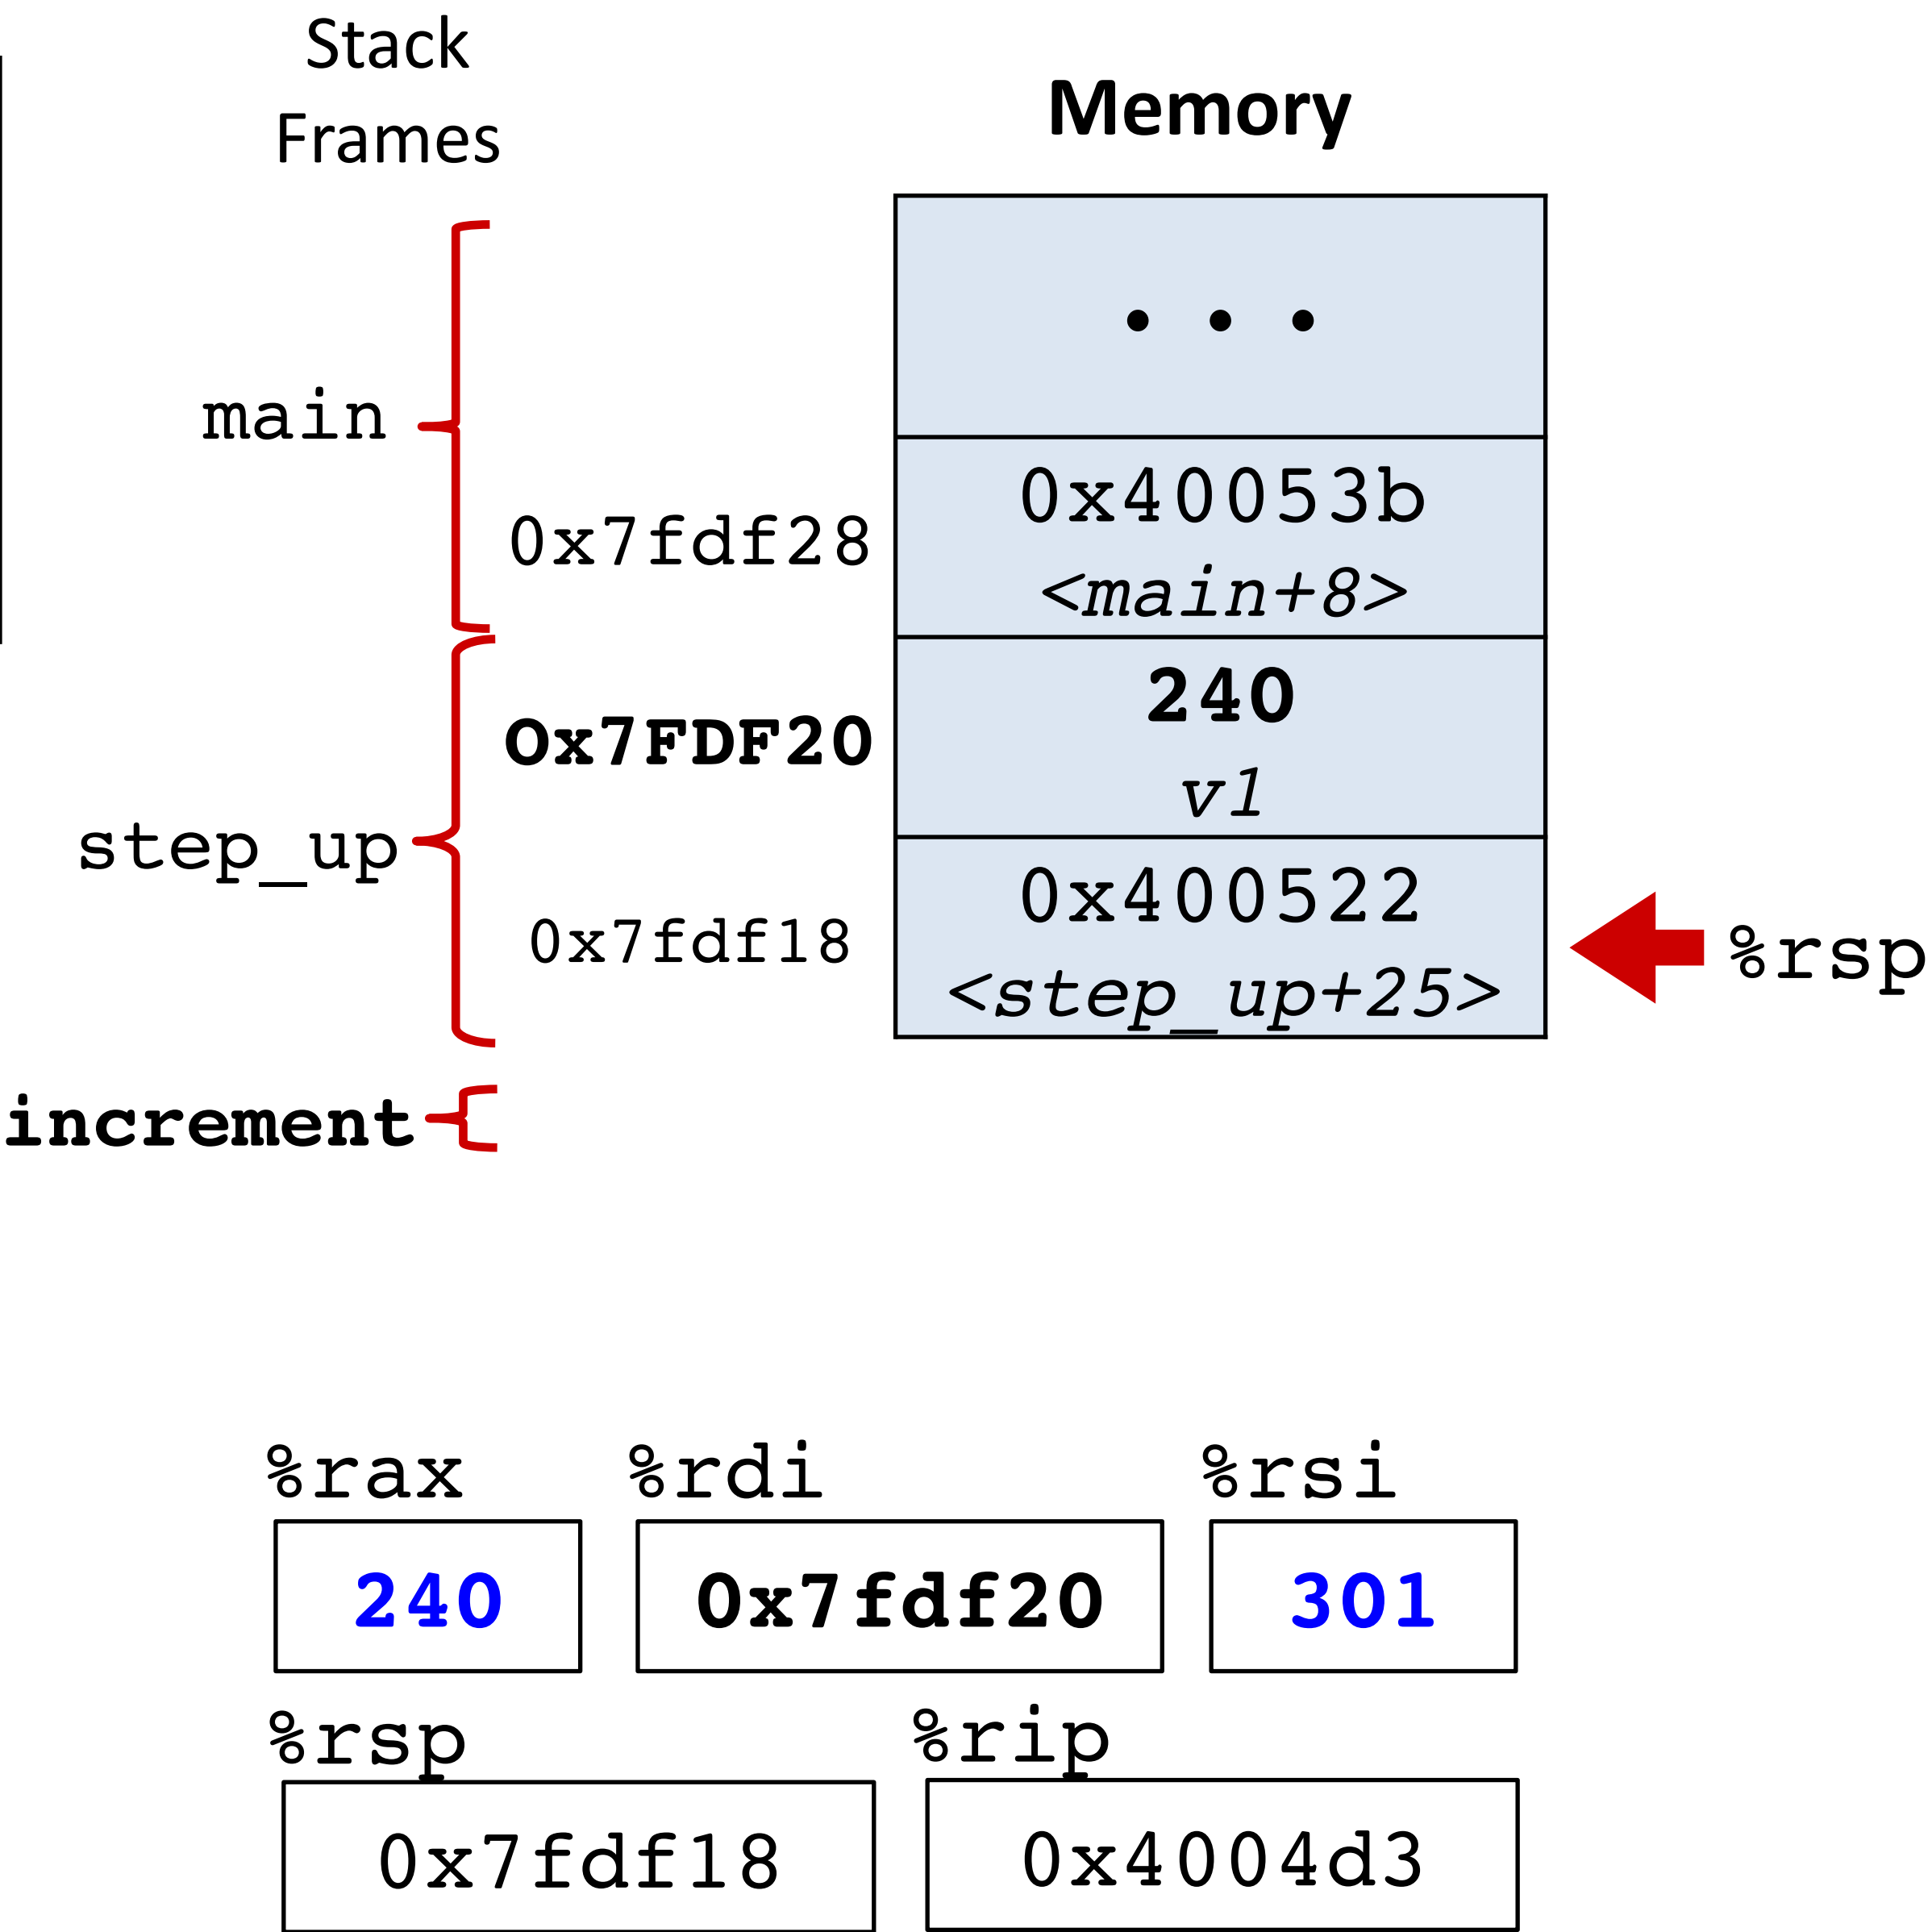 Stack
Frames
Memory
• • •
main
0x7fdf28
0x40053b
<main+8>
0x7FDF20
240
v1
step_up
0x7fdf18
0x400522
<step_up+25>
%rsp
increment
%rax
%rdi
%rsi
240
0x7fdf20
301
%rsp
%rip
0x7fdf18
0x4004d3